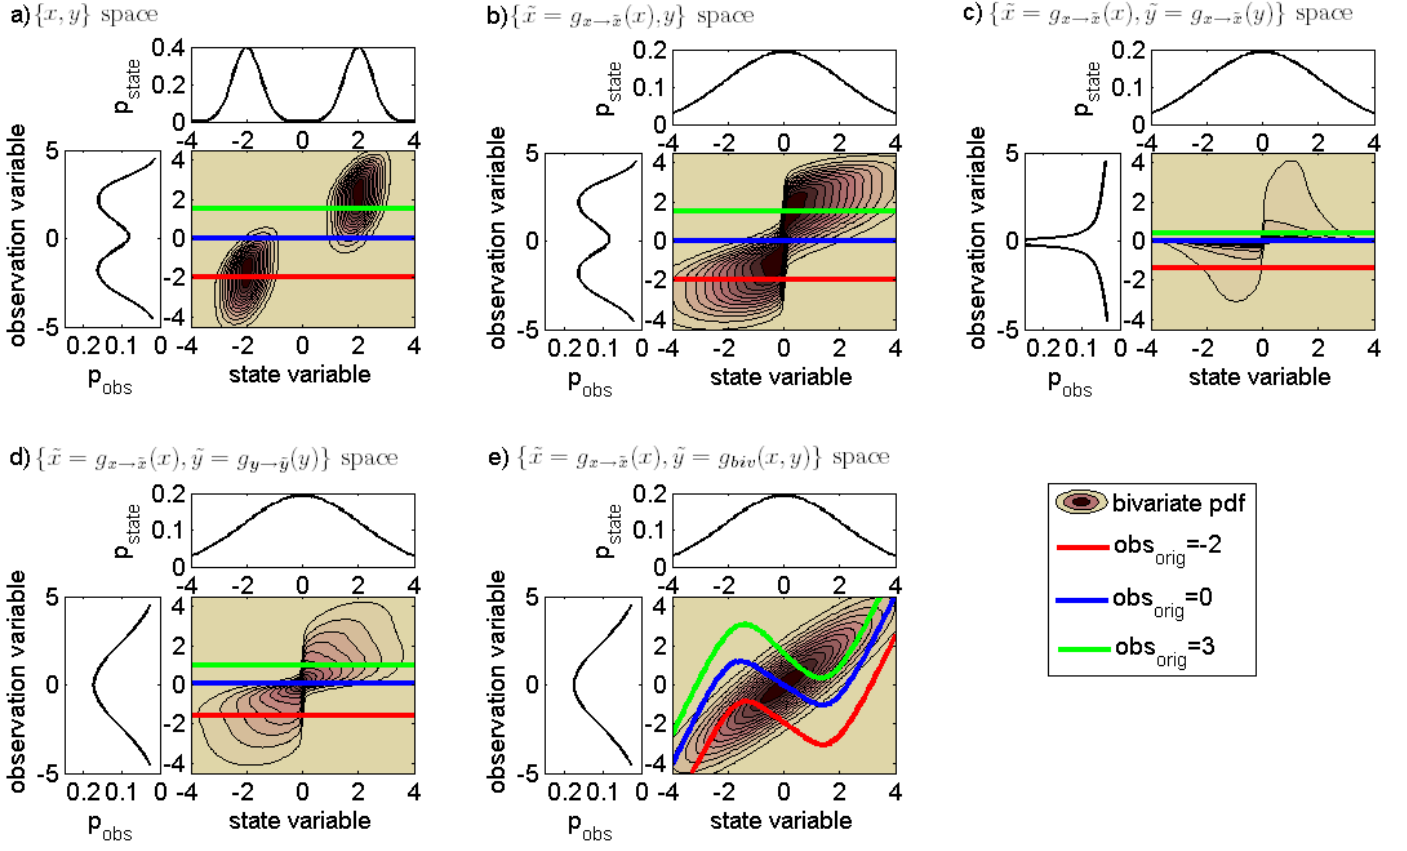 a) {x, y} space
0.4
0.2
0
p_state
-4 -2 0 2 4
5
0
-5
observation variable
0.2 0.1 0
p_obs
4
2
0
-2
-4
-4 -2 0 2 4
state variable
b) {x̃ = g_{x→x̃}(x), y} space
0.2
0.1
0
p_state
-4 -2 0 2 4
5
0
-5
observation variable
0.2 0.1 0
p_obs
4
2
0
-2
-4
-4 -2 0 2 4
state variable
c) {x̃ = g_{x→x̃}(x), ỹ = g_{x→x̃}(y)} space
0.2
0.1
0
p_state
-4 -2 0 2 4
5
0
-5
observation variable
0.2 0.1 0
p_obs
4
2
0
-2
-4
-4 -2 0 2 4
state variable
d) {x̃ = g_{x→x̃}(x), ỹ = g_{y→ỹ}(y)} space
0.2
0.1
0
p_state
-4 -2 0 2 4
5
0
-5
observation variable
0.2 0.1 0
p_obs
4
2
0
-2
-4
-4 -2 0 2 4
state variable
e) {x̃ = g_{x→x̃}(x), ỹ = g_{biv}(x, y)} space
0.2
0.1
0
p_state
-4 -2 0 2 4
5
0
-5
observation variable
0.2 0.1 0
p_obs
4
2
0
-2
-4
-4 -2 0 2 4
state variable
bivariate pdf
obs_orig=-2
obs_orig=0
obs_orig=3